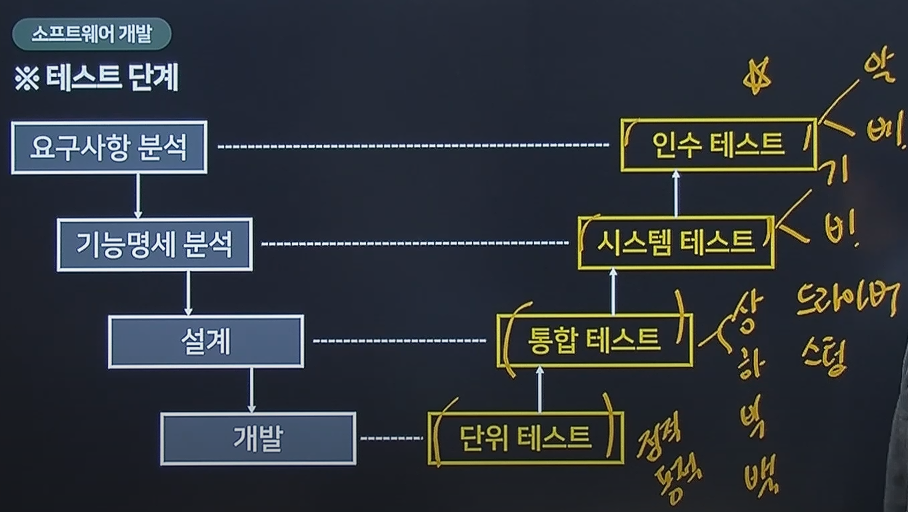 소프트웨어 개발
※ 테스트 단계
알
요구사항 분석
인수 테스트
베.
기
기능명세 분석
시스템 테스트
비.
상
드라이버
설계
통합 테스트
하
스텁
빅
개발
단위 테스트
정적
동적
백